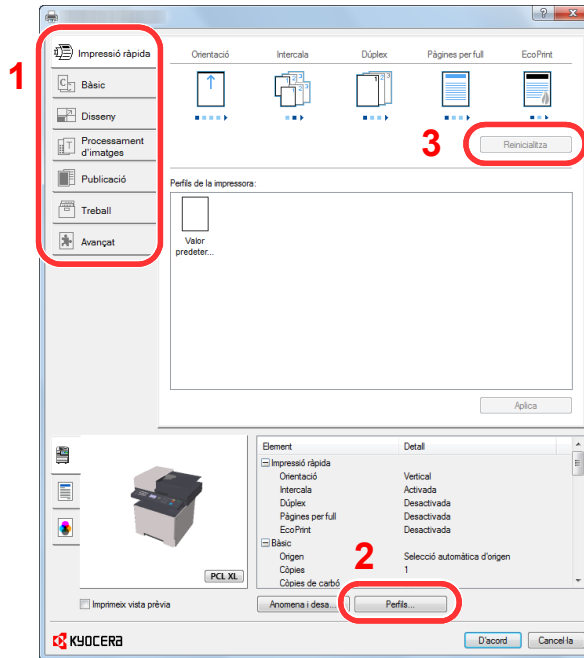 ?
x
1
Impressió ràpida
Bàsic
Disseny
Processament
d'imatges
Publicació
Treball
Avançat
Orientació Intercala Dúplex Pàgines per full EcoPrint
3
Reinicialitza
Perfils de la impressora:
Valor
predeter...
Aplica
Element Detall
Impressió ràpida
Orientació Vertical
Intercala Activada
Dúplex Desactivada
Pàgines per full Desactivada
EcoPrint Desactivada
Bàsic
Origen Selecció automàtica d'origen
Còpies 1
Còpies de carbó
2
PCL XL
Imprimeix vista prèvia
Anomena i desa...
Perfils...
KYOCERA
D'acord
Cancel·la